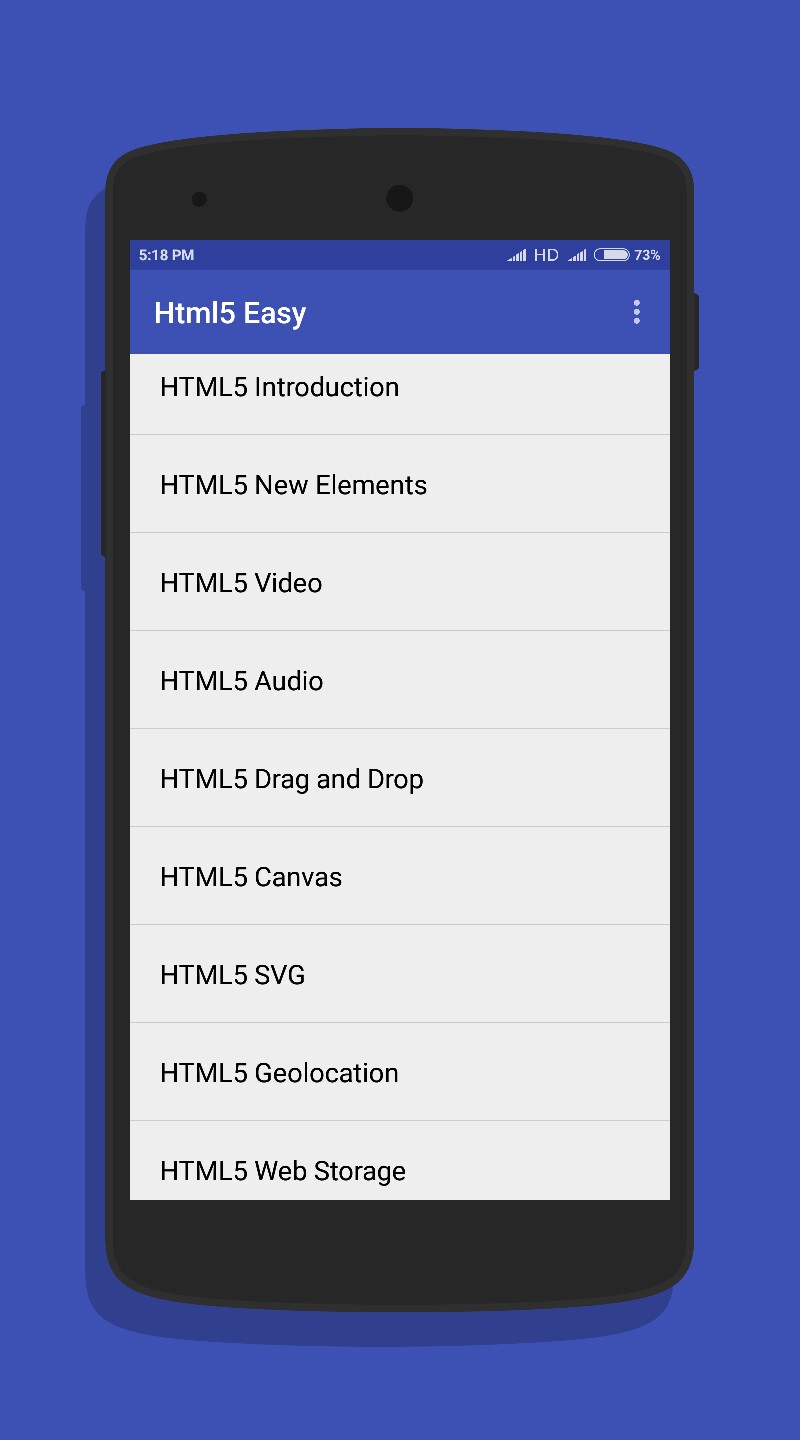 5:18 PM HD 73%
Html5 Easy
HTML5 Introduction
HTML5 New Elements
HTML5 Video
HTML5 Audio
HTML5 Drag and Drop
HTML5 Canvas
HTML5 SVG
HTML5 Geolocation
HTML5 Web Storage